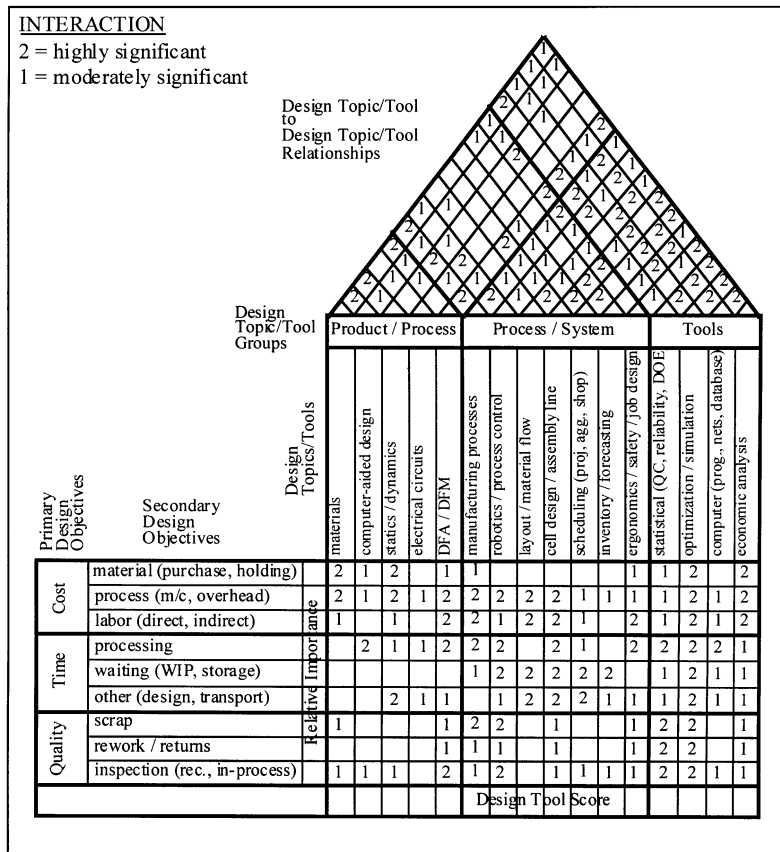 INTERACTION
2 = highly significant
1 = moderately significant
Design Topic/Tool
to
Design Topic/Tool
Relationships
Design
Topic/Tool
Groups
Product / Process
Process / System
Tools
Primary
Design
Objectives
Secondary
Design
Objectives
Design
Topics/Tools
materials
computer-aided design
statics / dynamics
electrical circuits
DFA / DFM
manufacturing processes
robotics / process control
layout / material flow
cell design / assembly line
scheduling (proj, agg., shop)
inventory / forecasting
ergonomics / safety / job design
statistical (QC, reliability, DOE
optimization / simulation
computer (prog., nets, database)
economic analysis
Relative Importance
Cost
material (purchase, holding) 2 1 2 1 1 1 1 2 2
process (m/c, overhead) 2 1 2 1 2 2 2 2 2 1 1 1 1 2 1 2
labor (direct, indirect) 1 1 2 2 1 2 2 1 2 1 2 1 2
Time
processing 2 1 1 2 2 2 2 1 2 2 2 2 1
waiting (WIP, storage) 1 2 2 2 2 2 1 2 1 1
other (design, transport) 2 1 1 1 2 2 2 1 1 1 2 1 1
Quality
scrap 1 1 2 2 1 1 2 2 1
rework / returns 1 1 1 1 1 2 2 1
inspection (rec., in-process) 1 1 1 2 1 2 1 1 1 1 2 2 1 1
Design Tool Score